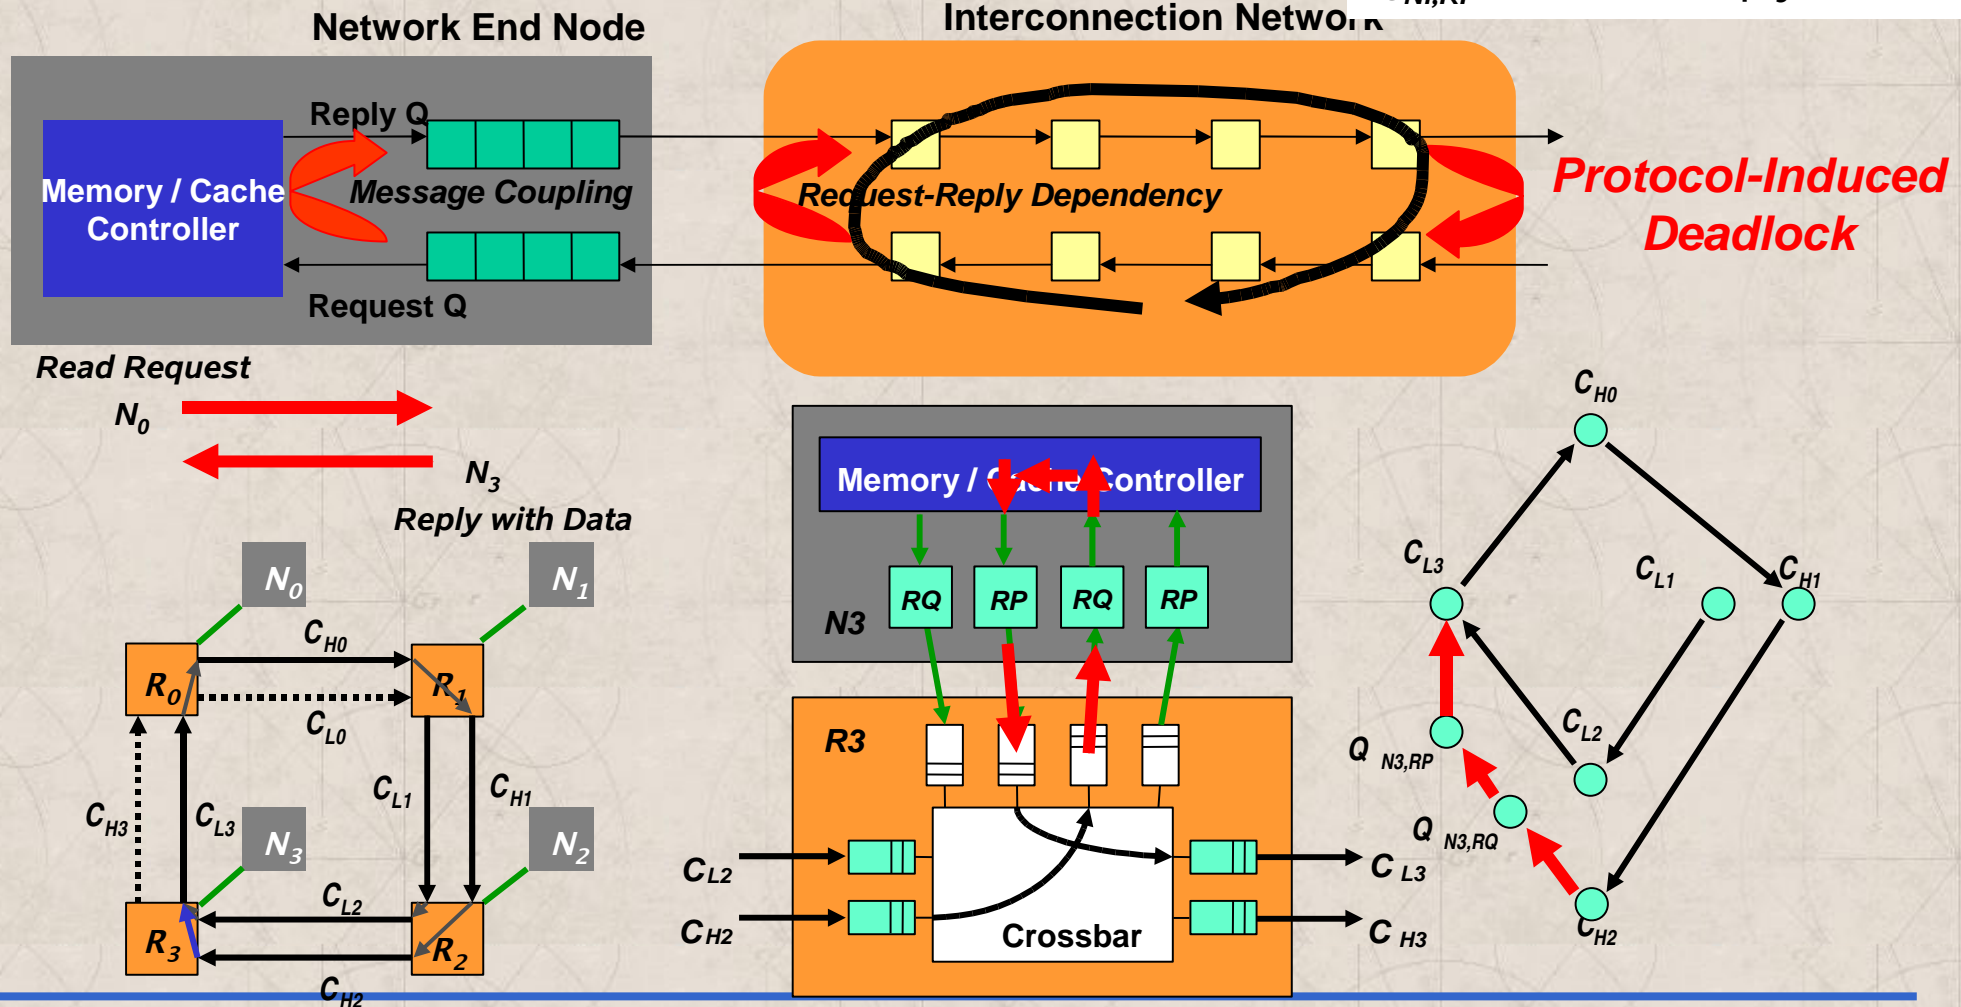 Network End Node
Interconnection Network
Reply Q
Memory / Cache
Controller
Message Coupling
Request Q
Request-Reply Dependency
Protocol-Induced
Deadlock
Read Request
N0
N3
Reply with Data
N0
N1
CH0
R0
R1
CL0
CL1
CH1
CH3
CL3
N3
N2
CL2
R3
R2
CH2
Memory / Cache Controller
RQ
RP
RQ
RP
N3
R3
CL2
CH2
Crossbar
CL3
CH3
CH0
CL3
CL1
CH1
CL2
Q N3,RP
Q N3,RQ
CH2